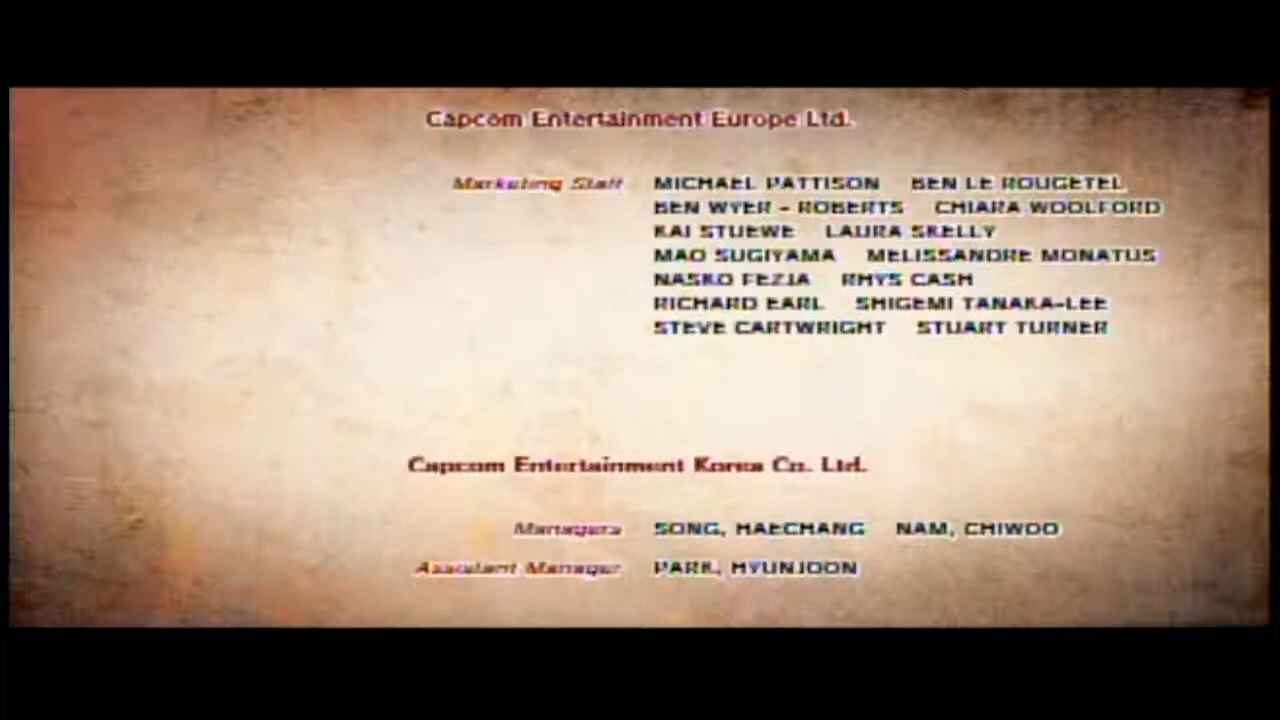 Capcom Entertainment Europe Ltd.
Marketing Staff MICHAEL PATTISON BEN LE ROUGETEL
BEN WYER - ROBERTS CHIARA WOOLFORD
KAI STUEWE LAURA SKELLY
MAO SUGIYAMA MELISSANDRE MONATUS
NASKO FEZJA RHYS CASH
RICHARD EARL SHIGEMI TANAKA-LEE
STEVE CARTWRIGHT STUART TURNER
Capcom Entertainment Korea Co. Ltd.
Managers SONG, HAECHANG NAM, CHIWOO
Assistant Manager PARK, HYUNJOON